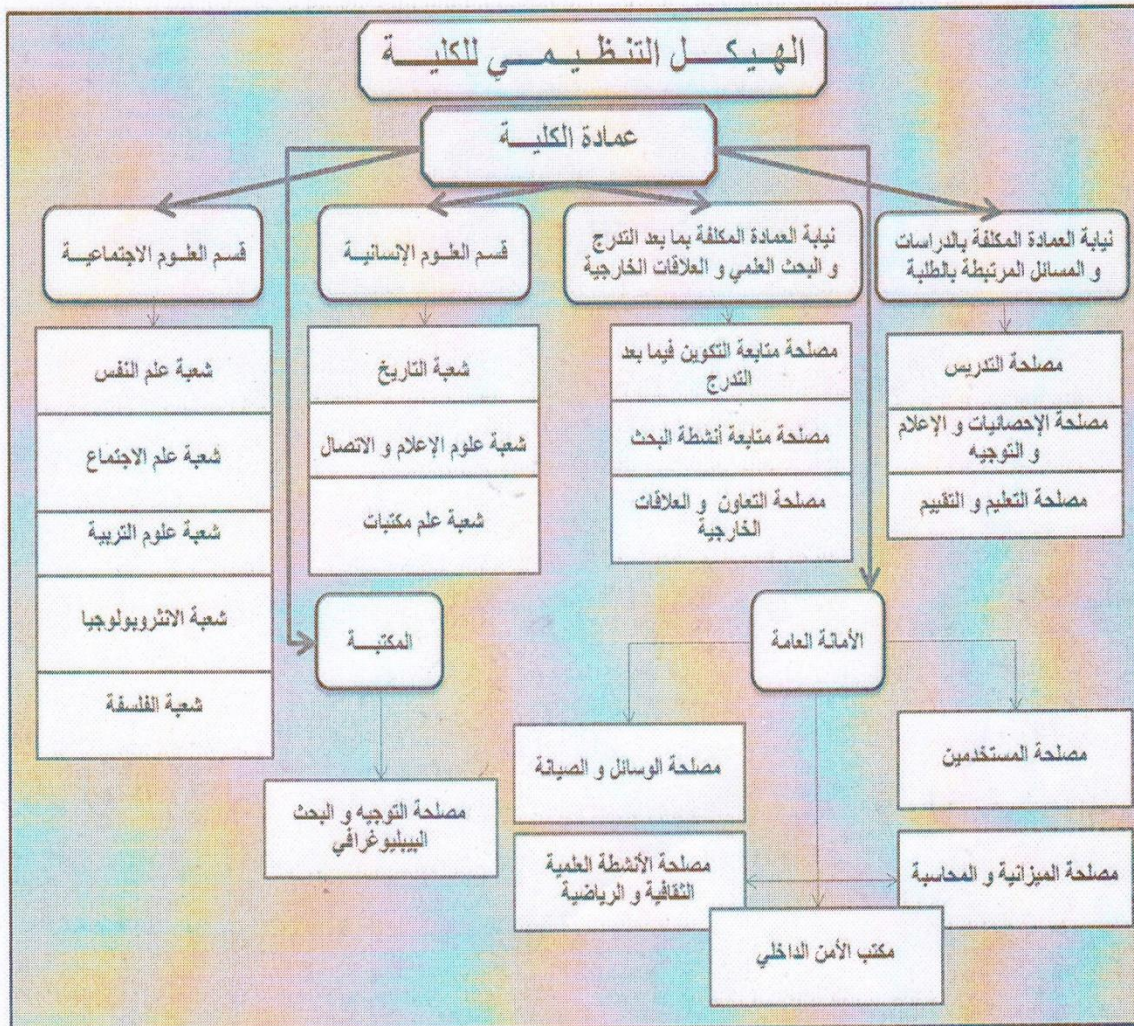 الهيكل التنظيمي للكلية
عمادة الكلية
نيابة العمادة المكلفة بالدراسات
و المسائل المرتبطة بالطلبة
نيابة العمادة المكلفة بما بعد التدرج
و البحث العلمي و العلاقات الخارجية
قسم العلوم الإنسانية
قسم العلوم الاجتماعية
مصلحة التدريس
مصلحة الإحصائيات و الإعلام
و التوجيه
مصلحة التعليم و التقييم
مصلحة متابعة التكوين فيما بعد
التدرج
مصلحة متابعة أنشطة البحث
مصلحة التعاون و العلاقات
الخارجية
شعبة التاريخ
شعبة علوم الإعلام و الاتصال
شعبة علم مكتبات
شعبة علم النفس
شعبة علم الاجتماع
شعبة علوم التربية
شعبة الانثروبولوجيا
شعبة الفلسفة
الأمانة العامة
المكتبة
مصلحة المستخدمين
مصلحة الوسائل و الصيانة
مصلحة التوجيه و البحث
البيبليوغرافي
مصلحة الميزانية و المحاسبة
مصلحة الأنشطة العلمية
الثقافية و الرياضية
مكتب الأمن الداخلي